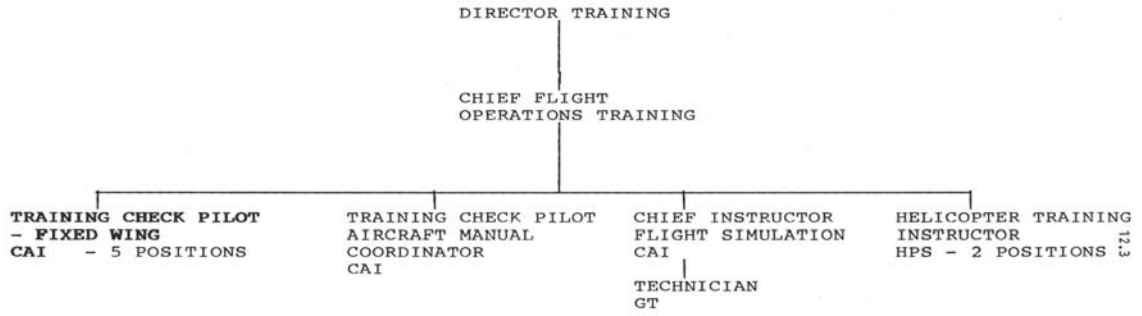 DIRECTOR TRAINING
CHIEF FLIGHT
OPERATIONS TRAINING
TRAINING CHECK PILOT
- FIXED WING
CAI - 5 POSITIONS
TRAINING CHECK PILOT
AIRCRAFT MANUAL
COORDINATOR
CAI
CHIEF INSTRUCTOR
FLIGHT SIMULATION
CAI
TECHNICIAN
GT
HELICOPTER TRAINING
INSTRUCTOR
HPS - 2 POSITIONS
12.3